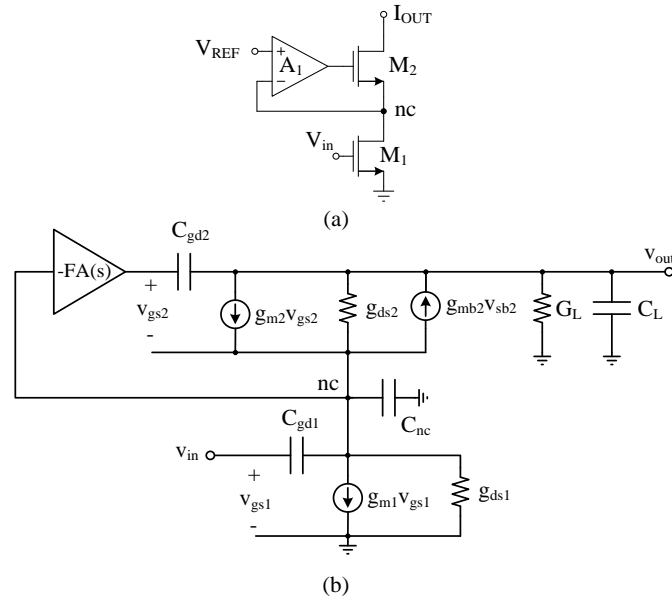 I_OUT
V_REF
+
A_1
−
M_2
nc
V_in
M_1
(a)
-FA(s)
C_gd2
v_out
+
v_gs2
-
g_m2v_gs2
g_ds2
g_mb2v_sb2
G_L
C_L
nc
C_nc
C_gd1
v_in
+
v_gs1
-
g_m1v_gs1
g_ds1
(b)